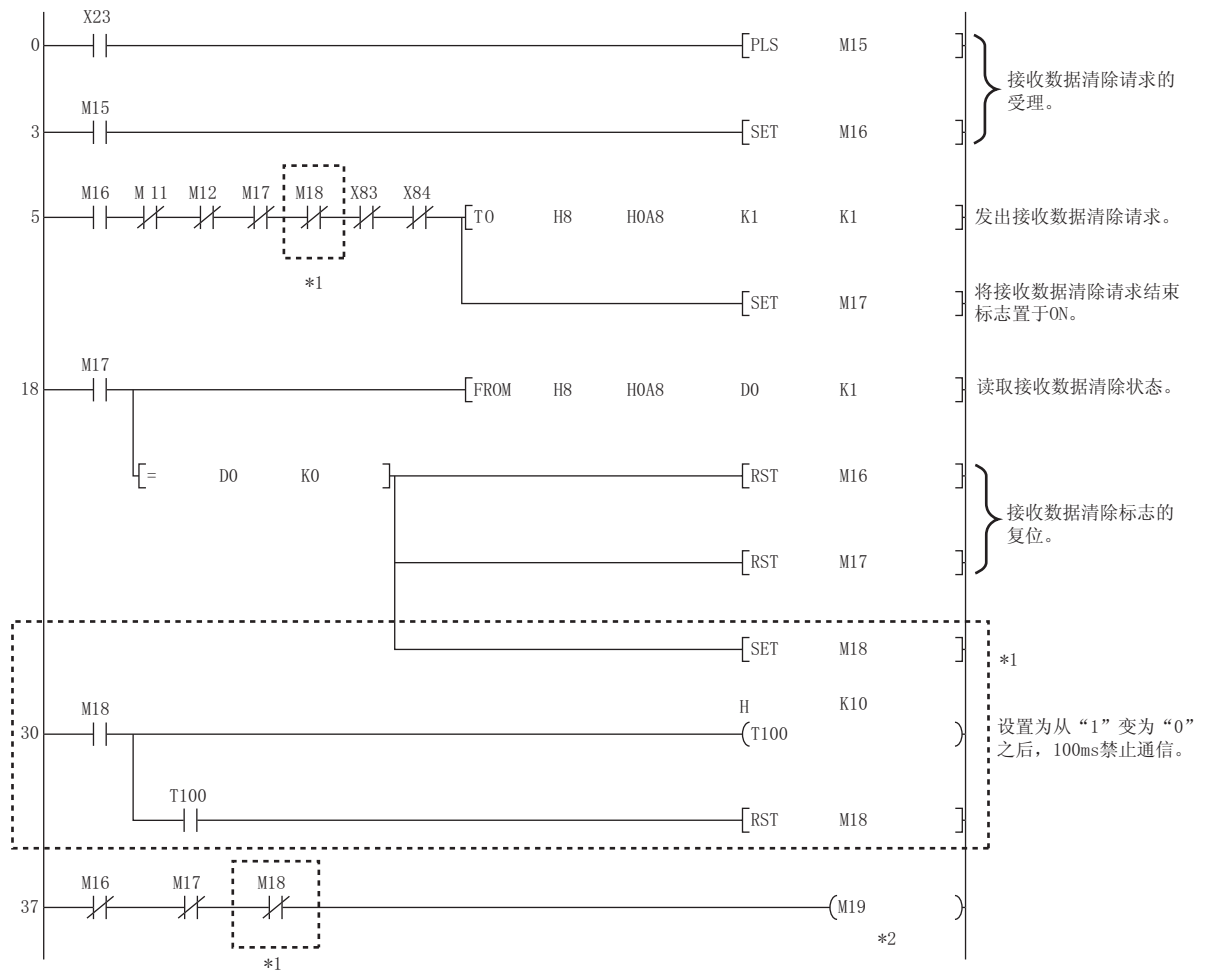 X23
0 PLS M15
接收数据清除请求的
受理。
M15
3 SET M16
M16 M 11 M12 M17 M18 X83 X84
5 TO H8 H0A8 K1 K1 发出接收数据清除请求。
*1
SET M17 将接收数据清除请求结束
标志置于ON。
M17
18 FROM H8 H0A8 D0 K1 读取接收数据清除状态。
= D0 K0 RST M16
接收数据清除标志的
复位。
RST M17
SET M18 *1
M18 H K10
30 T100 设置为从“1”变为“0”
之后，100ms禁止通信。
T100
RST M18
M16 M17 M18
37 M19
*2
*1